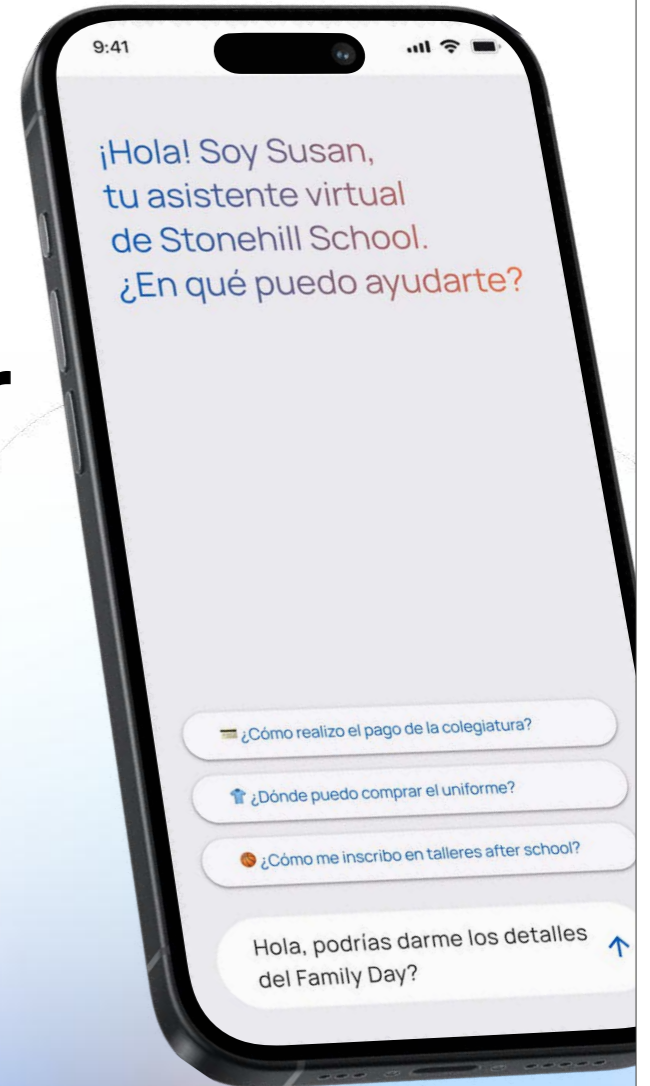 9:41
¡Hola! Soy Susan,
tu asistente virtual
de Stonehill School.
¿En qué puedo ayudarte?
¿Cómo realizo el pago de la colegiatura?
¿Dónde puedo comprar el uniforme?
¿Cómo me inscribo en talleres after school?
Hola, podrías darme los detalles
del Family Day?